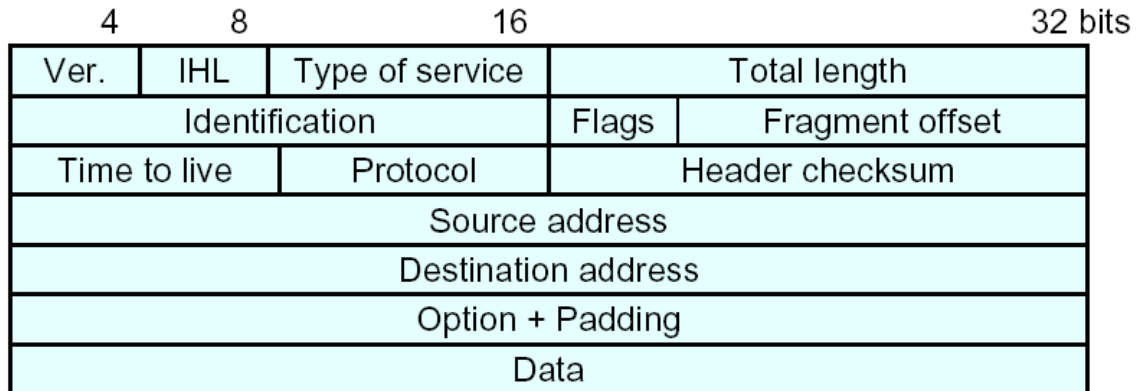 4 8 16 32 bits
Ver. IHL Type of service Total length
Identification Flags Fragment offset
Time to live Protocol Header checksum
Source address
Destination address
Option + Padding
Data